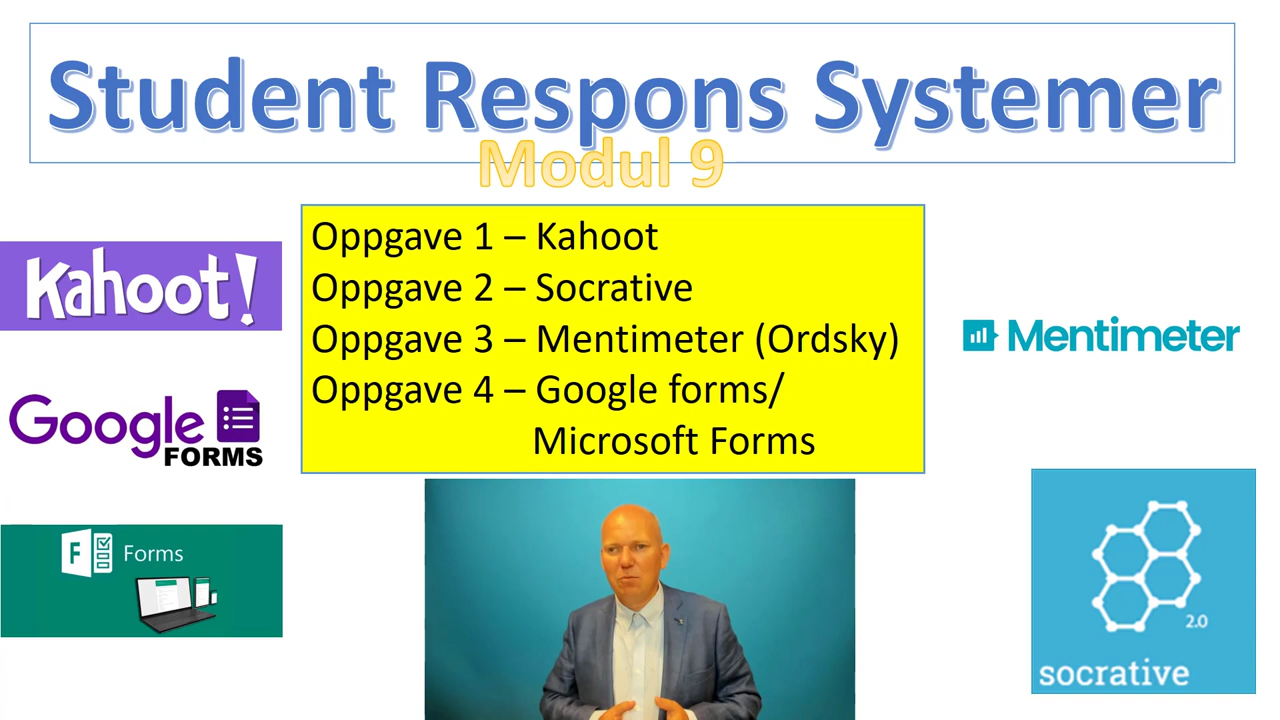 Student Respons Systemer
Modul 9
Oppgave 1 – Kahoot
Oppgave 2 – Socrative
Oppgave 3 – Mentimeter (Ordsky)
Oppgave 4 – Google forms/
Microsoft Forms
Kahoot!
Google
FORMS
F Forms
Mentimeter
2.0
socrative